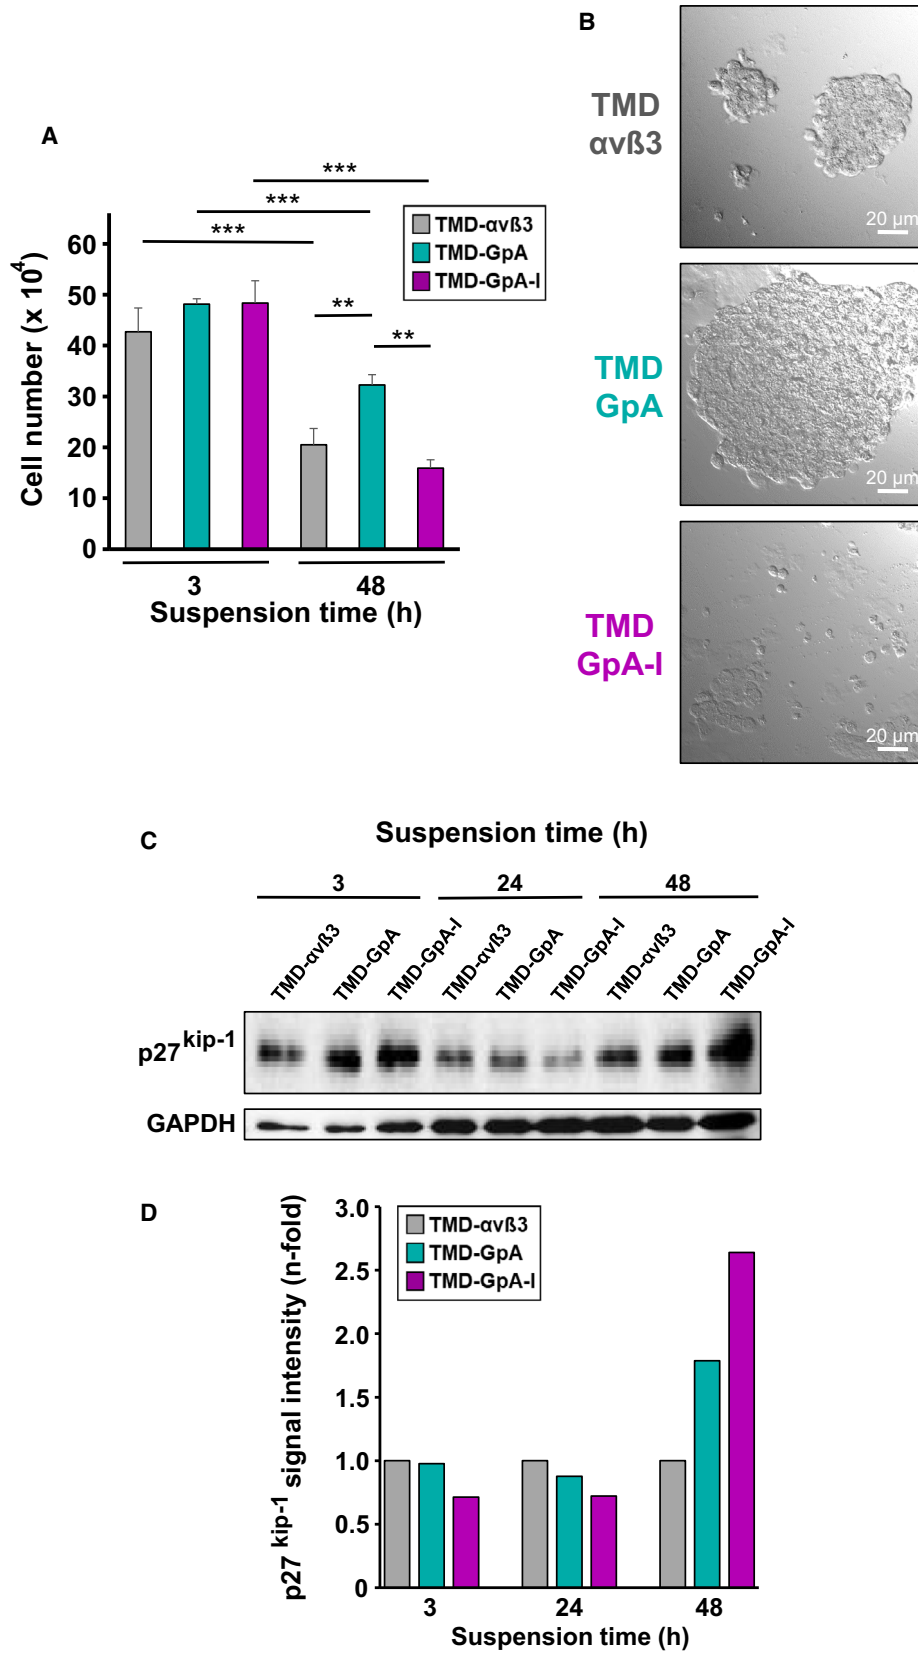 A
***
***
***
**
**
TMD-αvß3
TMD-GpA
TMD-GpA-I
Cell number (x 10⁴)
60
50
40
30
20
10
0
3
48
Suspension time (h)
B
TMD
αvß3
20 µm
TMD
GpA
20 µm
TMD
GpA-I
20 µm
C
Suspension time (h)
3
24
48
TMD-αvß3
TMD-GpA
TMD-GpA-I
TMD-αvß3
TMD-GpA
TMD-GpA-I
TMD-αvß3
TMD-GpA
TMD-GpA-I
p27 kip-1
GAPDH
D
p27 kip-1 signal intensity (n-fold)
3.0
2.5
2.0
1.5
1.0
0.5
0
TMD-αvß3
TMD-GpA
TMD-GpA-I
3
24
48
Suspension time (h)